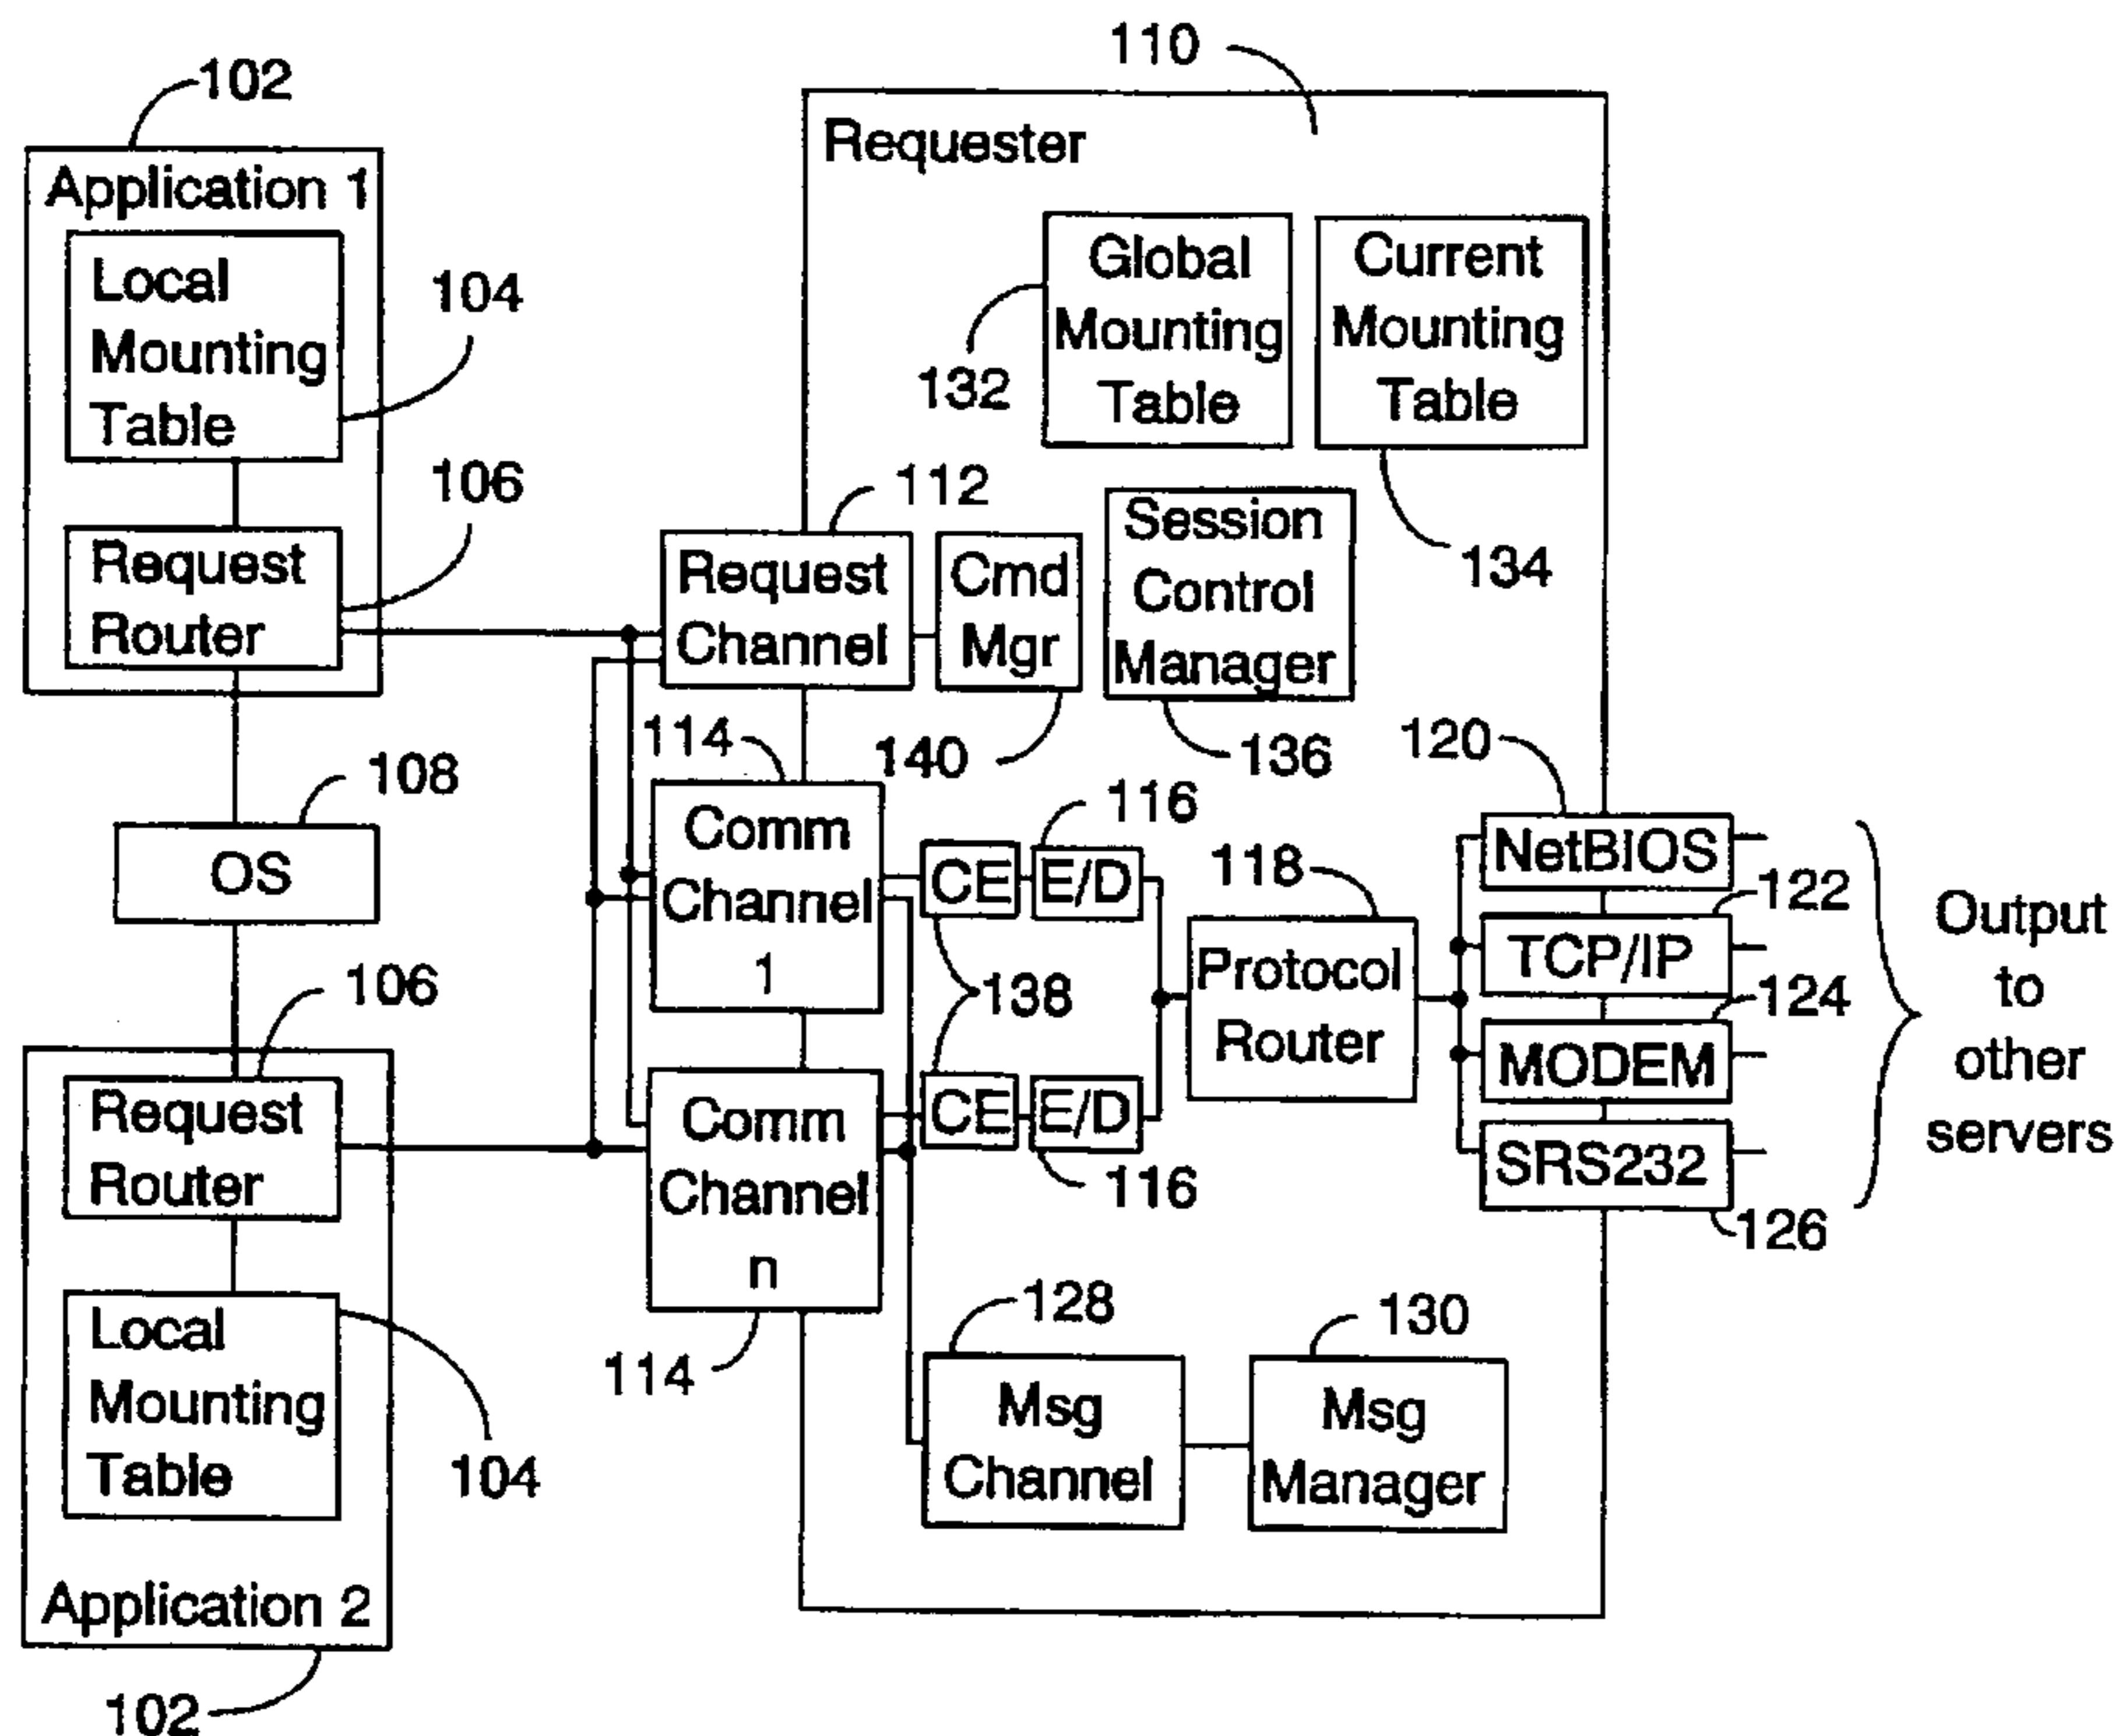 110
102
Requester
Application 1
Local
Mounting
Table
104
Global
Mounting
Table
132
Current
Mounting
Table
134
106
Request
Router
112
Request
Channel
Cmd
Mgr
140
Session
Control
Manager
136
108
OS
114
Comm
Channel
1
116
CE
E/D
138
118
Protocol
Router
120
NetBIOS
122
TCP/IP
124
MODEM
SRS232
126
Output
to
other
servers
106
Request
Router
Comm
Channel
n
114
CE
E/D
116
Local
Mounting
Table
104
128
Msg
Channel
130
Msg
Manager
Application 2
102